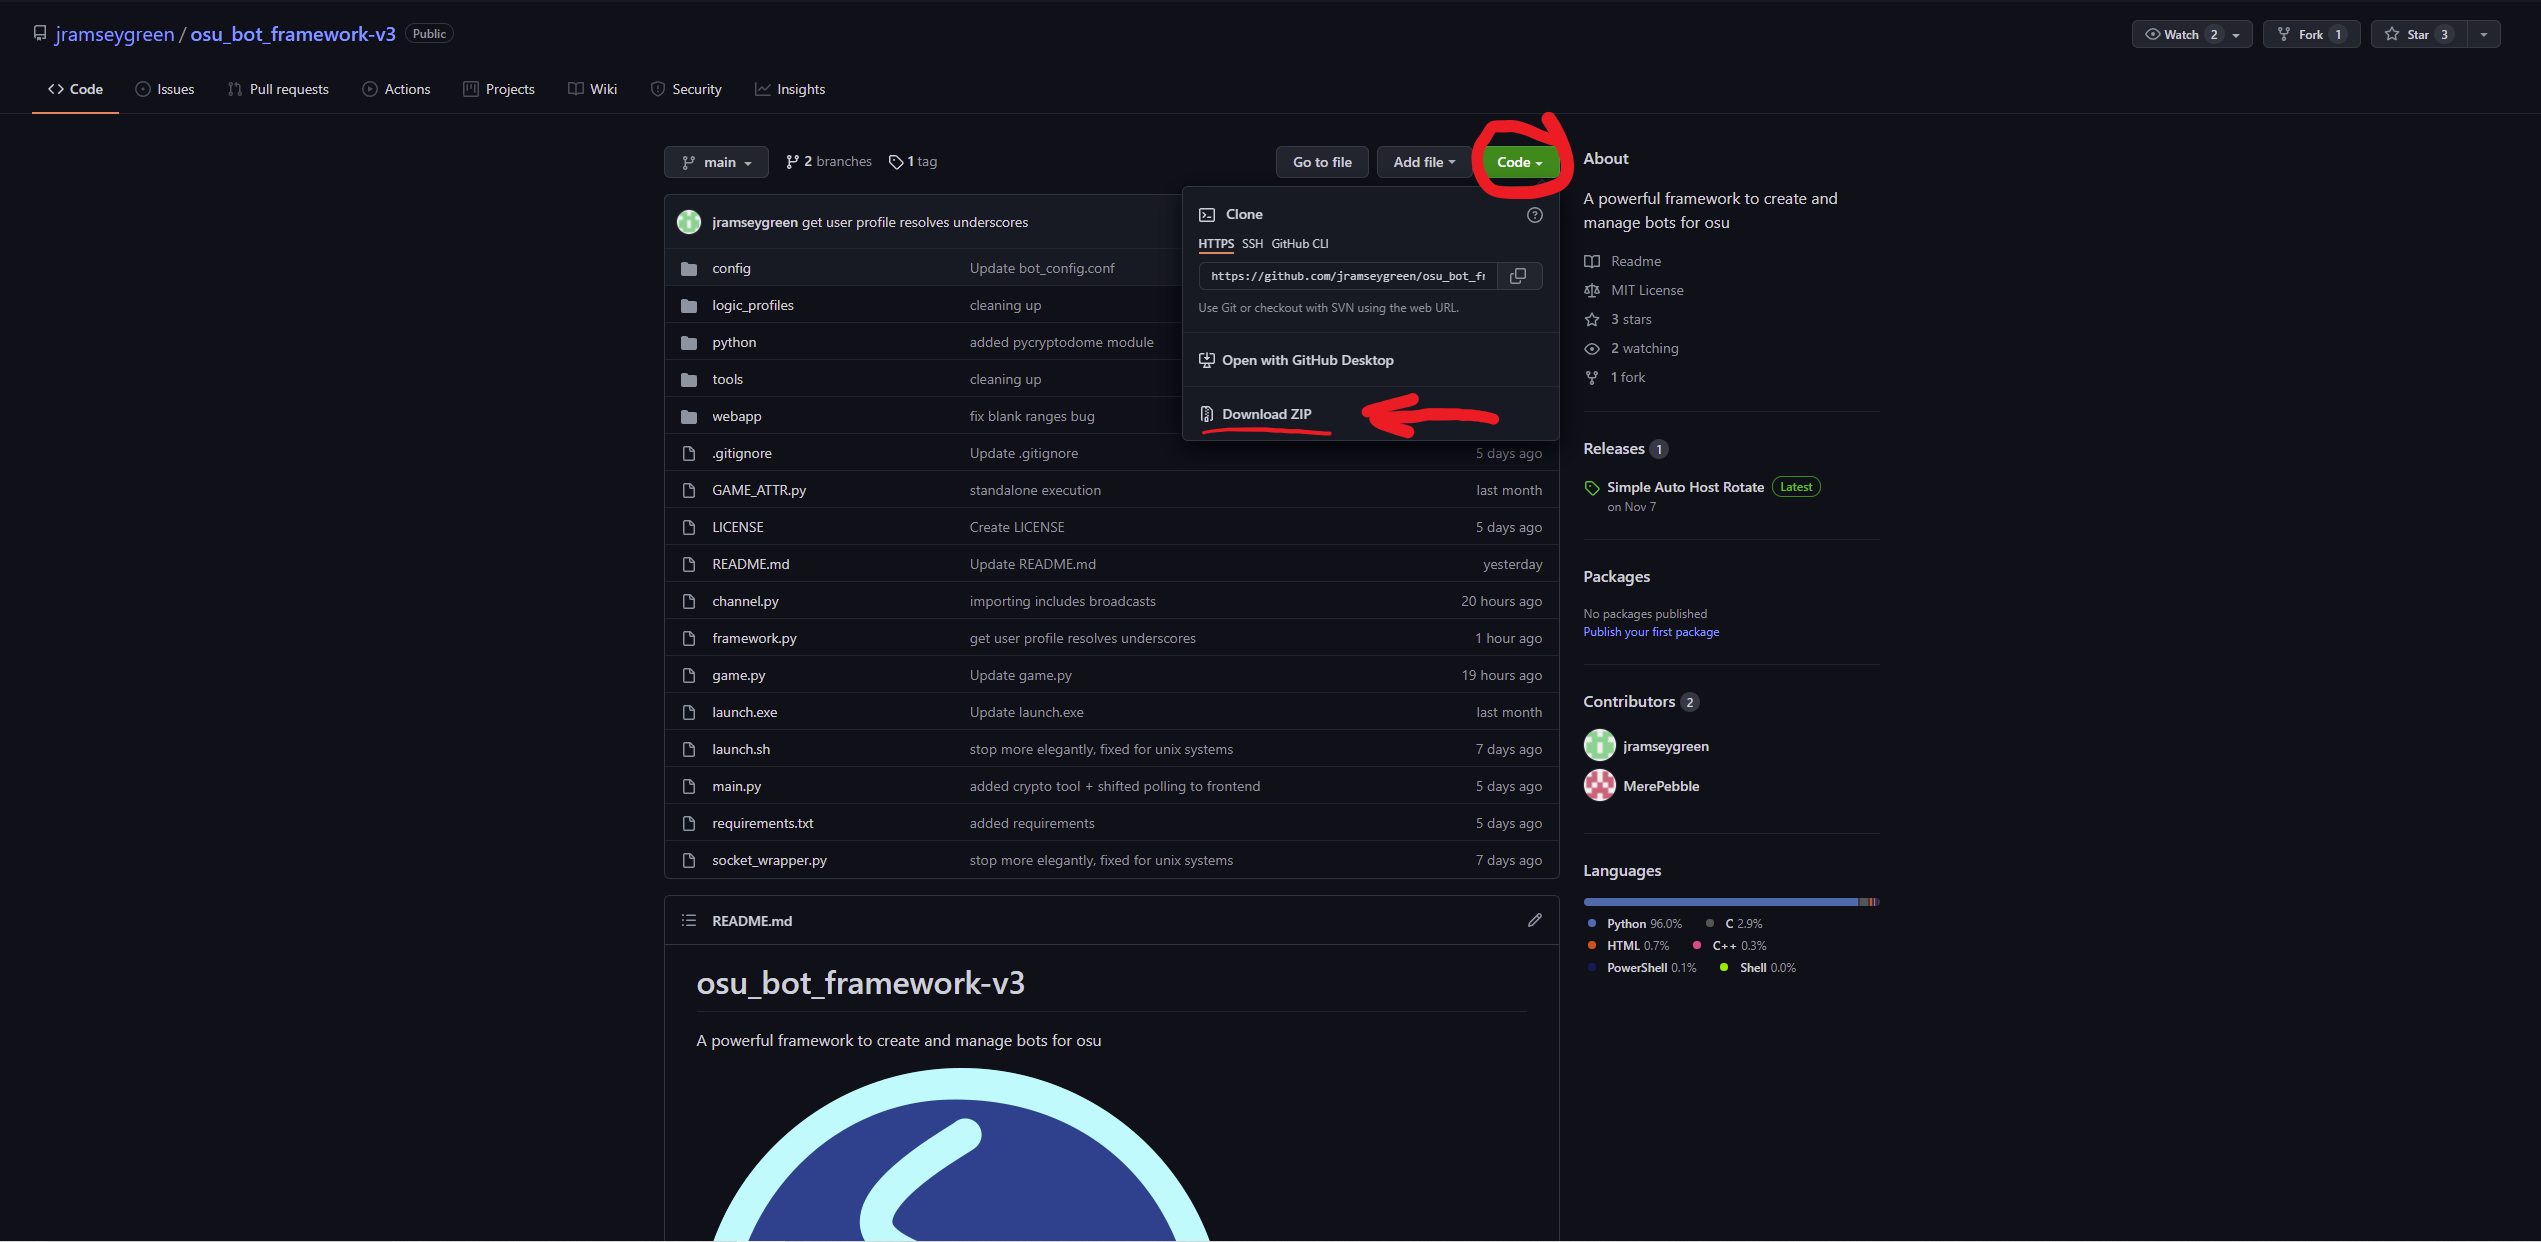 jramseygreen / osu_bot_framework-v3 Public
Watch 2 Fork 1 Star 3
Code Issues Pull requests Actions Projects Wiki Security Insights
main 2 branches 1 tag Go to file Add file Code
jramseygreen get user profile resolves underscores
config Update bot_config.conf
logic_profiles cleaning up
python added pycryptodome module
tools cleaning up
webapp fix blank ranges bug
.gitignore Update .gitignore 5 days ago
GAME_ATTR.py standalone execution last month
LICENSE Create LICENSE 5 days ago
README.md Update README.md yesterday
channel.py importing includes broadcasts 20 hours ago
framework.py get user profile resolves underscores 1 hour ago
game.py Update game.py 19 hours ago
launch.exe Update launch.exe last month
launch.sh stop more elegantly, fixed for unix systems 7 days ago
main.py added crypto tool + shifted polling to frontend 5 days ago
requirements.txt added requirements 5 days ago
socket_wrapper.py stop more elegantly, fixed for unix systems 7 days ago
Clone
HTTPS SSH GitHub CLI
https://github.com/jramseygreen/osu_bot_fr
Use Git or checkout with SVN using the web URL.
Open with GitHub Desktop
Download ZIP
README.md
osu_bot_framework-v3
A powerful framework to create and manage bots for osu
About
A powerful framework to create and
manage bots for osu
Readme
MIT License
3 stars
2 watching
1 fork
Releases 1
Simple Auto Host Rotate Latest
on Nov 7
Packages
No packages published
Publish your first package
Contributors 2
jramseygreen
MerePebble
Languages
Python 96.0% C 2.9%
HTML 0.7% C++ 0.3%
PowerShell 0.1% Shell 0.0%